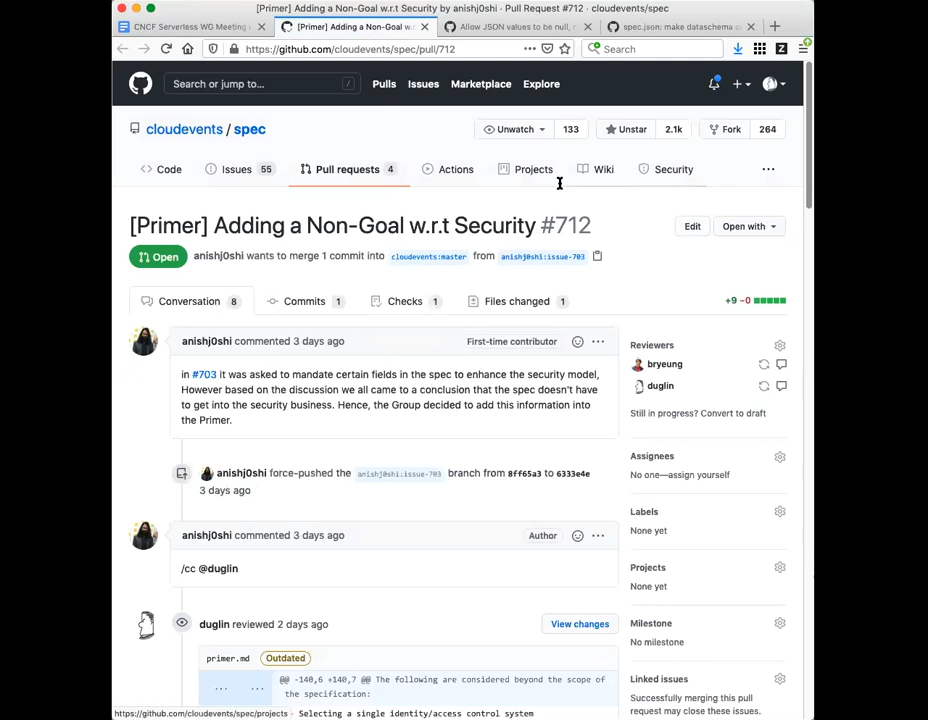 [Primer] Adding a Non-Goal w.r.t Security by anishj0shi · Pull Request #712 · cloudevents/spec
CNCF Serverless WG Meeting
[Primer] Adding a Non-Goal w.r
Allow JSON values to be null,
spec.json: make dataschema
https://github.com/cloudevents/spec/pull/712
Search
Search or jump to...
/
Pulls
Issues
Marketplace
Explore
cloudevents / spec
Unwatch
133
Unstar
2.1k
Fork
264
Code
Issues 55
Pull requests 4
Actions
Projects
Wiki
Security
[Primer] Adding a Non-Goal w.r.t Security #712
Edit
Open with
Open
anishj0shi wants to merge 1 commit into cloudevents:master from anishj0shi:issue-703
Conversation 8
Commits 1
Checks 1
Files changed 1
+9 −0
anishj0shi commented 3 days ago
First-time contributor
in #703 it was asked to mandate certain fields in the spec to enhance the security model,
However based on the discussion we all came to a conclusion that the spec doesn't have
to get into the security business. Hence, the Group decided to add this information into
the Primer.
anishj0shi force-pushed the anishj0shi:issue-703 branch from 8ff65a3 to 6333e4e
3 days ago
anishj0shi commented 3 days ago
Author
/cc @duglin
duglin reviewed 2 days ago
View changes
primer.md
Outdated
... ... @@ -140,6 +140,7 @@ The following are considered beyond the scope of
the specification:
- Selecting a single identity/access control system
Reviewers
bryeung
duglin
Still in progress? Convert to draft
Assignees
No one—assign yourself
Labels
None yet
Projects
None yet
Milestone
No milestone
Linked issues
Successfully merging this pull
request may close these issues.
https://github.com/cloudevents/spec/projects